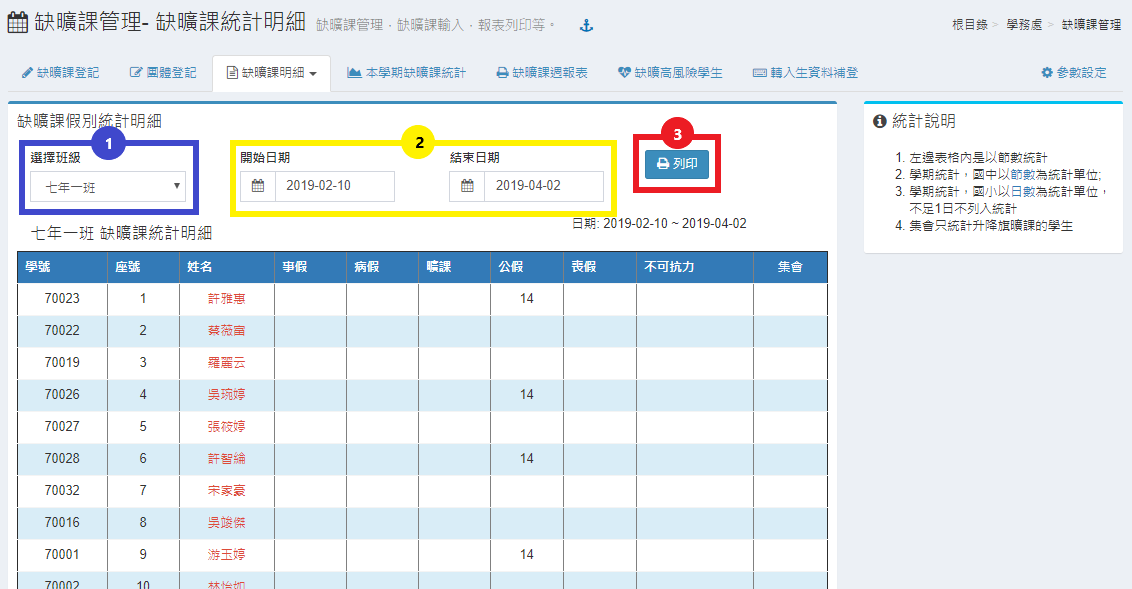 缺曠課管理- 缺曠課統計明細 缺曠課管理．缺曠課輸入．報表列印等。
根目錄 > 學務處 > 缺曠課管理
缺曠課登記 團體登記 缺曠課明細 本學期缺曠課統計 缺曠課週報表 缺曠高風險學生 轉入生資料補登 參數設定
缺曠課假別統計明細
1
2
3
選擇班級 開始日期 結束日期
七年一班 2019-02-10 2019-04-02 列印
日期: 2019-02-10 ~ 2019-04-02
七年一班 缺曠課統計明細
學號 座號 姓名 事假 病假 曠課 公假 喪假 不可抗力 集會
70023 1 許雅惠 14
70022 2 蔡薇雷
70019 3 羅麗云
70026 4 吳琬婷 14
70027 5 張筱婷
70028 6 許智綸 14
70032 7 宋家豪
70016 8 吳竣傑
70001 9 游玉婷 14
70002 10 林怡如
統計說明
1. 左邊表格內是以節數統計
2. 學期統計，國中以節數為統計單位;
3. 學期統計，國小以日數為統計單位，
不足1日不列入統計
4. 集會只統計升降旗曠課的學生